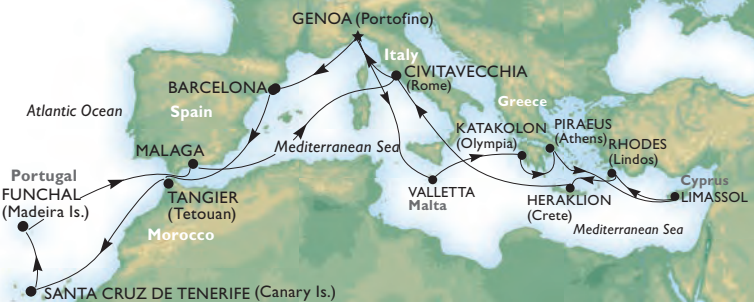 GENOA (Portofino)
Italy
CIVITAVECCHIA
(Rome)
BARCELONA
Spain
Atlantic Ocean
Greece
KATAKOLON
(Olympia)
PIRAEUS
(Athens)
RHODES
(Lindos)
MALAGA
Mediterranean Sea
Portugal
FUNCHAL
(Madeira Is.)
TANGIER
(Tetouan)
Morocco
VALLETTA
Malta
HERAKLION
(Crete)
Cyprus
LIMASSOL
Mediterranean Sea
SANTA CRUZ DE TENERIFE (Canary Is.)